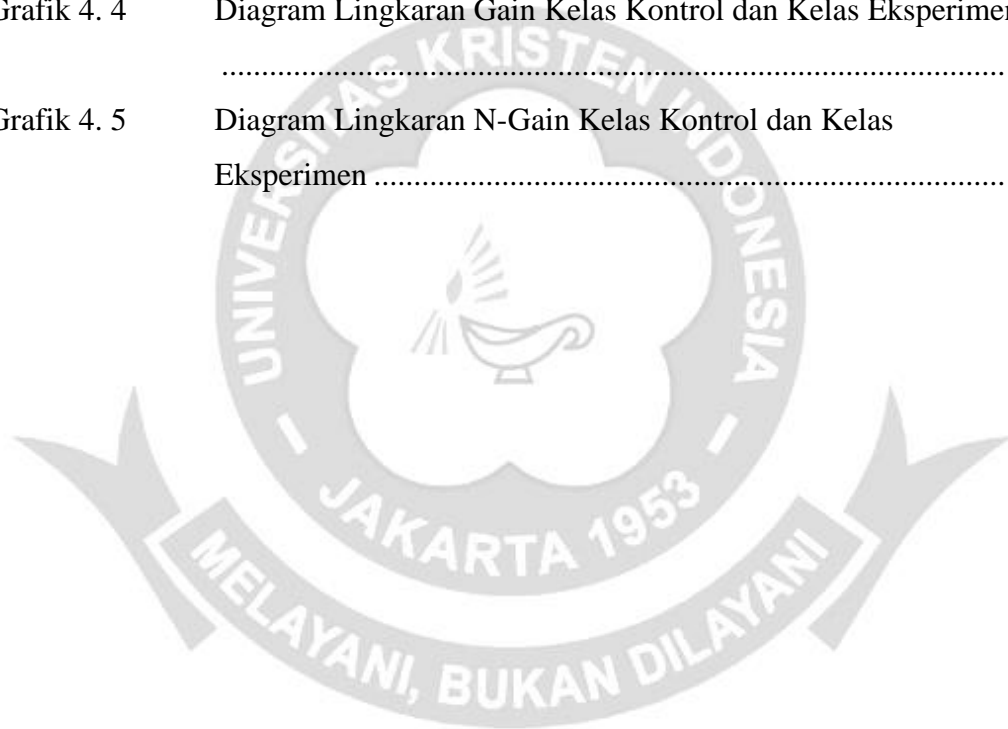 Grafik 4. 4 Diagram Lingkaran Gain Kelas Kontrol dan Kelas Eksperimen
........................................................................................................
Grafik 4. 5 Diagram Lingkaran N-Gain Kelas Kontrol dan Kelas
Eksperimen ....................................................................................
UNIVERSITAS KRISTEN INDONESIA
- JAKARTA 1953 -
MELAYANI, BUKAN DILAYANI